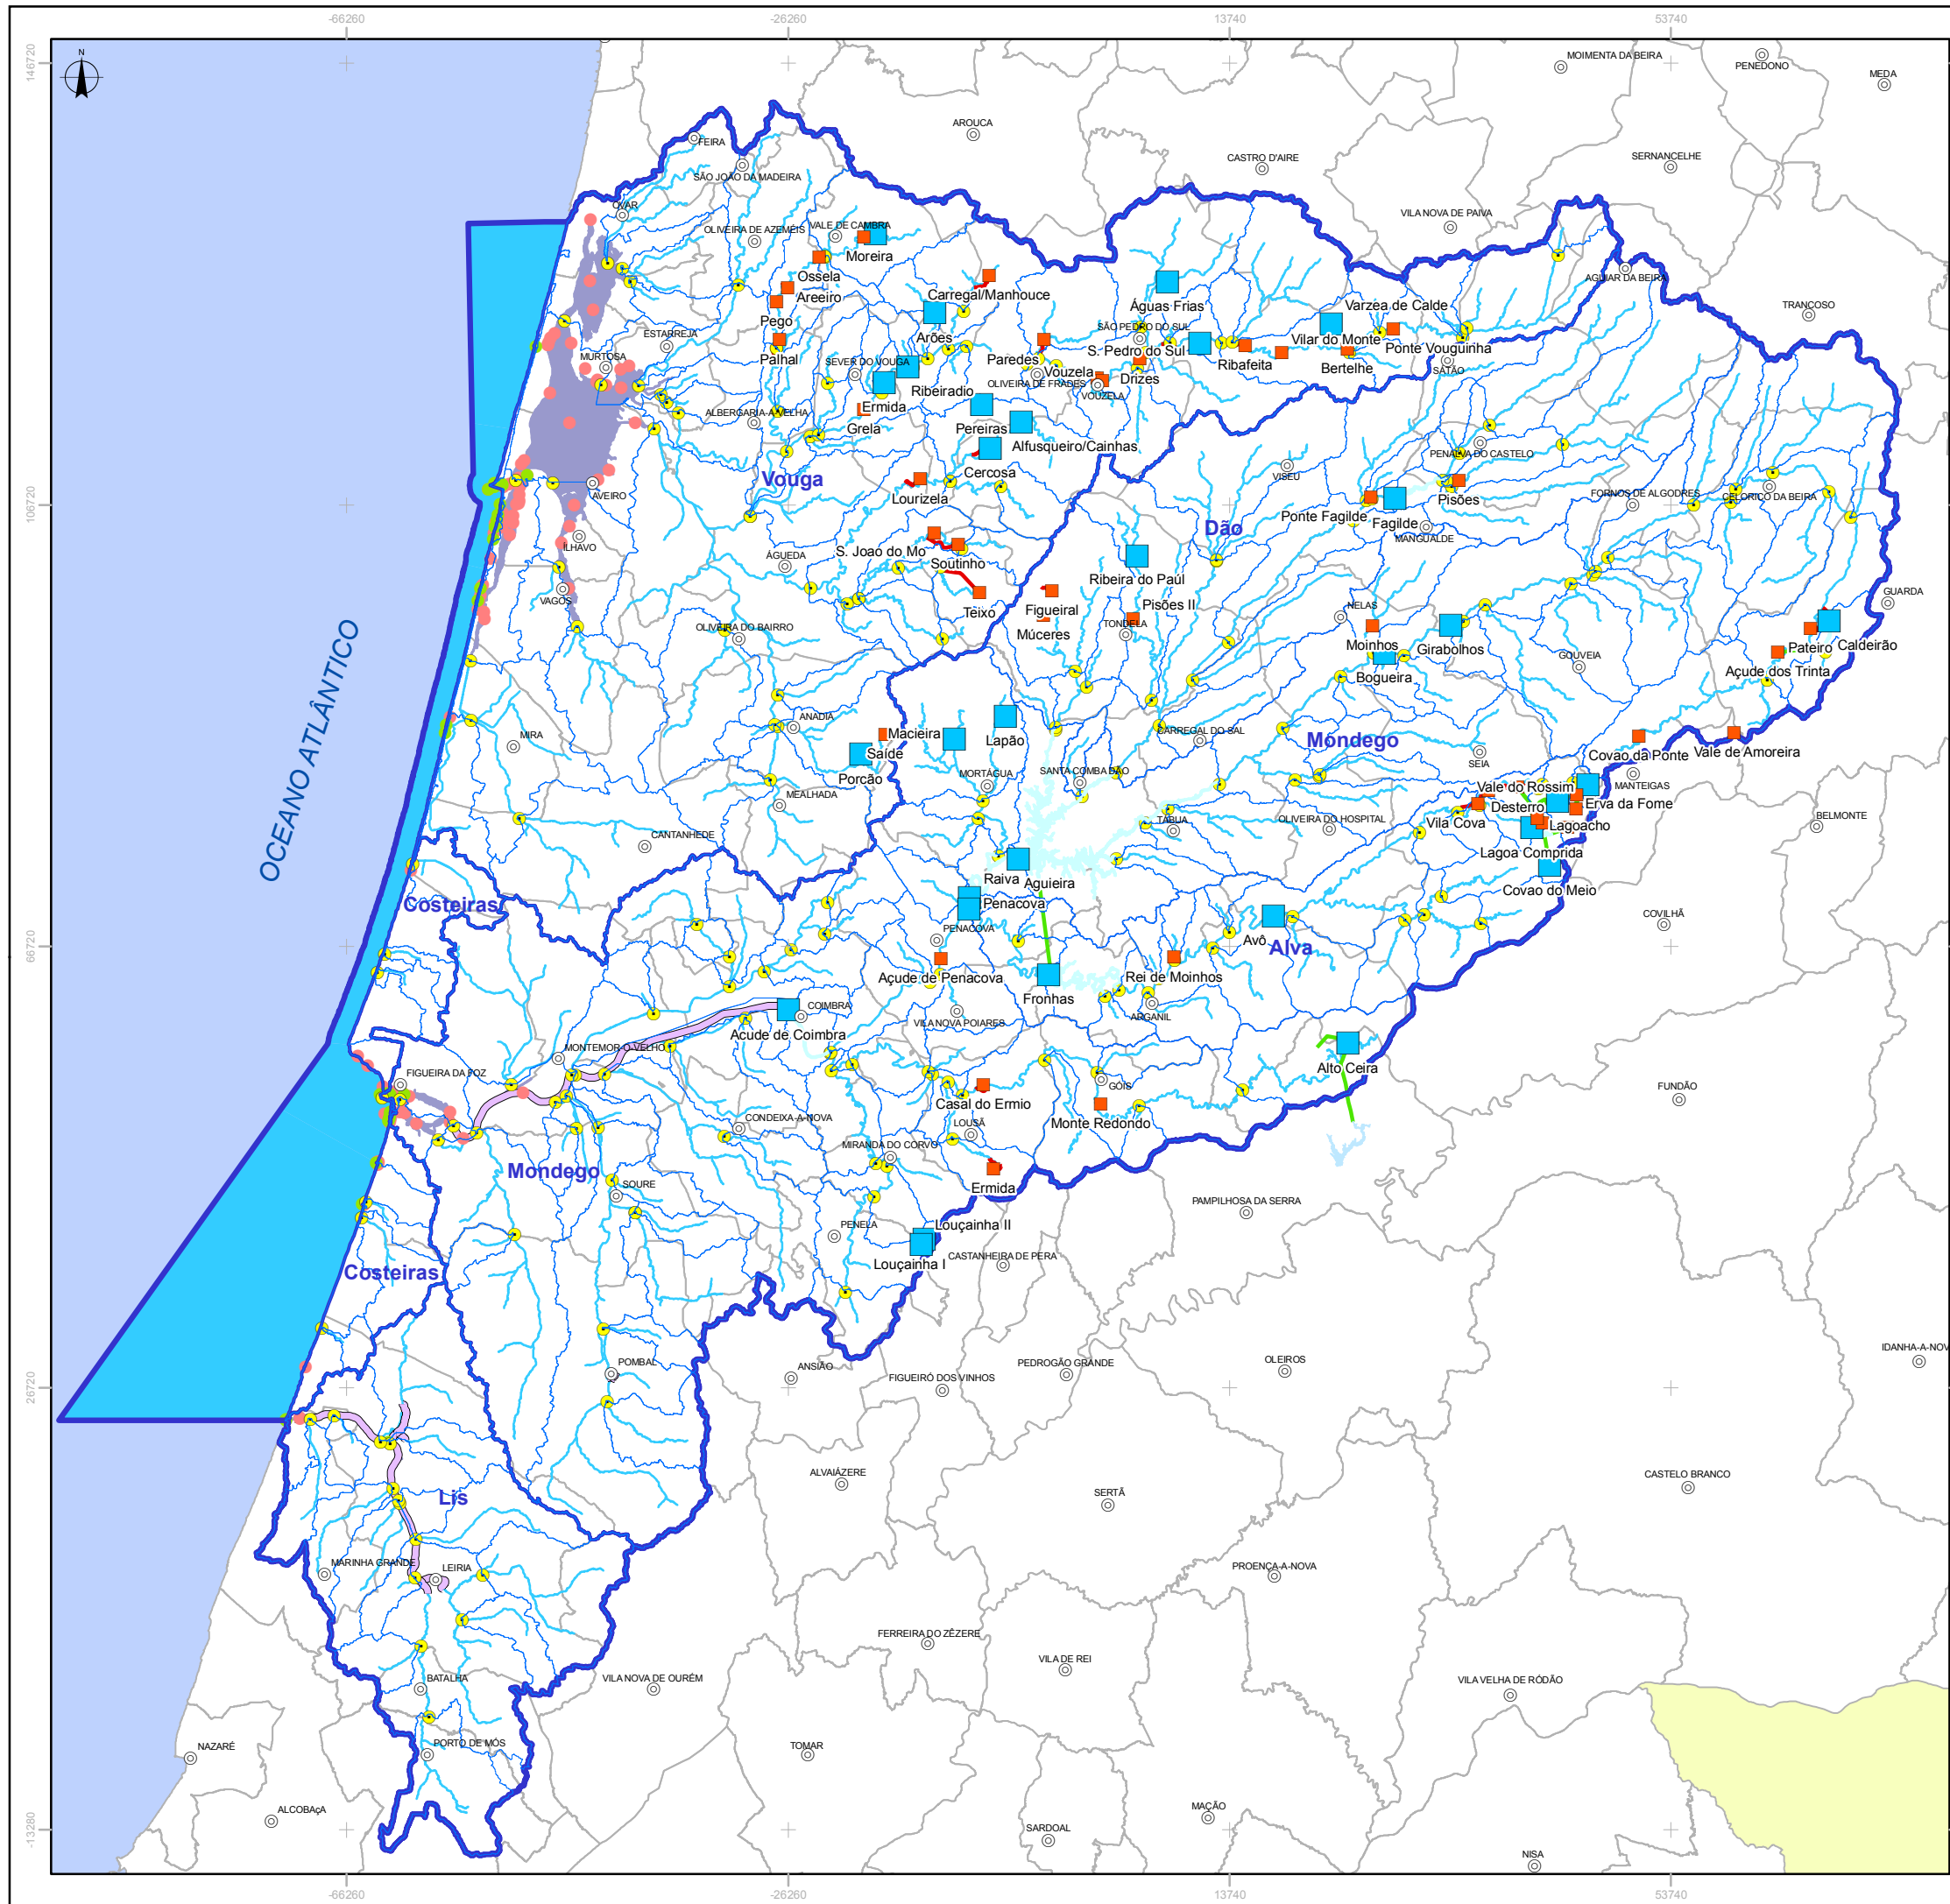 -66260
-26260
13740
53740
146720
106720
66720
26720
-13280
N
MOIMENTA DA BEIRA
PENEDONO
MEDA
AROUCA
FEIRA
CASTRO D'AIRE
SERNANCELHE
SÃO JOÃO DA MADEIRA
OVAR
VILA NOVA DE PAIVA
OLIVEIRA DE AZEMÉIS
VALE DE CAMBRA
Moreira
AGUIAR DA BEIRA
Ossela
Areeiro
Carregal/Manhouce
Águas Frias
Varzea de Calde
TRANCOSO
Pego
SÃO PEDRO DO SUL
ESTARREJA
Arões
Vilar do Monte
Ponte Vouguinha
MURTOSA
Palhal
SEVER DO VOUGA
Paredes
S. Pedro do Sul
Ribafeita
Bertelhe
SÁTÃO
Vouzela
Drizes
OLIVEIRA DE FRADES
VOUZELA
Ribeiradio
Ermida
ALBERGARIA-A-VELHA
Grela
Pereiras
Alfusqueiro/Cainhas
PENALVA DO CASTELO
Cercosa
Vouga
VISEU
AVEIRO
Lourizela
Pisões
FORNOS DE ALGODRES
CELORICO DA BEIRA
Ponte Fagilde
Fagilde
Dão
MANGUALDE
ÍLHAVO
S. Joao do Mo
Soutinho
ÁGUEDA
Ribeira do Paúl
VAGOS
Teixo
Figueiral
Pisões II
NELAS
GUARDA
Múceres
TONDELA
OLIVEIRA DO BAIRRO
Moinhos
Girabolhos
GOUVEIA
Pateiro
Caldeirão
Bogueira
Açude dos Trinta
OCEANO ATLÂNTICO
ANADIA
Macieira
Lapão
CARREGAL DO SAL
Mondego
MIRA
Saíde
Porcão
SEIA
Covao da Ponte
Vale de Amoreira
MORTÁGUA
SANTA COMBA DÃO
MANTEIGAS
Vale do Rossim
MEALHADA
Desterro
Erva da Fome
BELMONTE
CANTANHEDE
TÁBUA
OLIVEIRA DO HOSPITAL
Vila Cova
Lagoacho
Lagoa Comprida
Raiva
Aguieira
Covao do Meio
Costeiras
Penacova
COVILHÃ
PENACOVA
Avô
Alva
Açude de Penacova
Rei de Moinhos
Fronhas
COIMBRA
VILA NOVA POIARES
ARGANIL
Acude de Coimbra
MONTEMOR-O-VELHO
Alto Ceira
FIGUEIRA DA FOZ
GÓIS
FUNDÃO
Casal do Ermio
CONDEIXA-A-NOVA
Monte Redondo
LOUSÃ
MIRANDA DO CORVO
Mondego
Ermida
SOURE
PAMPILHOSA DA SERRA
PENELA
Louçainha II
Louçainha I
CASTANHEIRA DE PERA
Costeiras
POMBAL
ANSIÃO
PEDROGÃO GRANDE
OLEIROS
IDANHA-A-NOV
FIGUEIRÓ DOS VINHOS
ALVAIÁZERE
CASTELO BRANCO
Lis
SERTÃ
MARINHA GRANDE
LEIRIA
PROENÇA-A-NOVA
FERREIRA DO ZÊZERE
VILA DE REI
BATALHA
VILA NOVA DE OURÉM
VILA VELHA DE RÓDÃO
NAZARÉ
PORTO DE MÓS
TOMAR
ALCOBAçA
MAÇÃO
SARDOAL
NISA
-66260
-26260
13740
53740